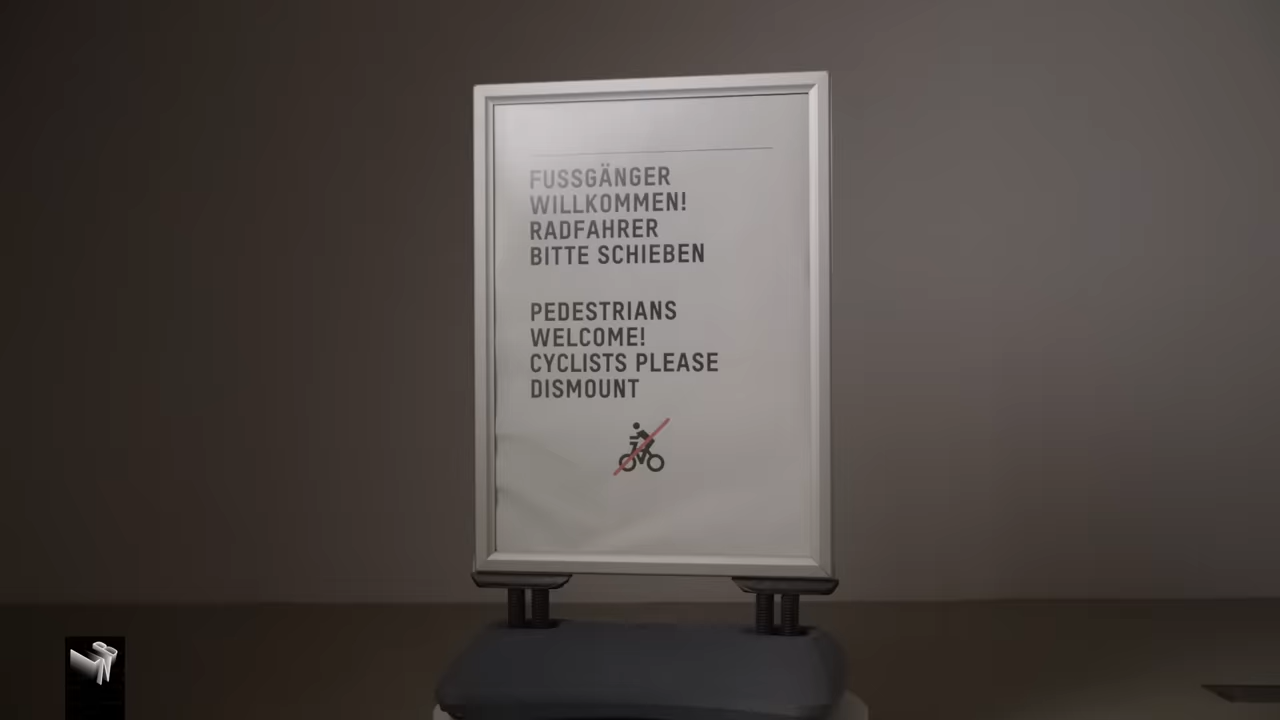 FUSSGÄNGER
WILLKOMMEN!
RADFAHRER
BITTE SCHIEBEN
PEDESTRIANS
WELCOME!
CYCLISTS PLEASE
DISMOUNT